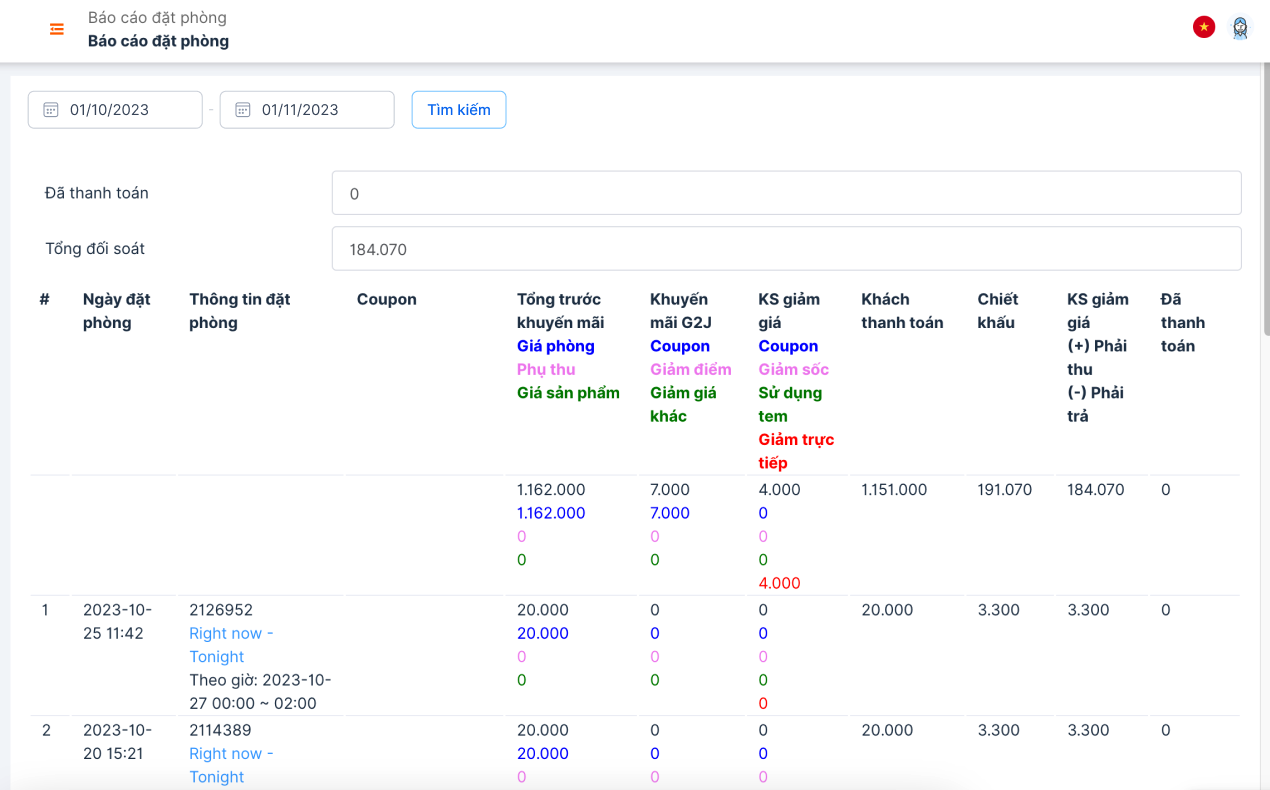 Báo cáo đặt phòng
Báo cáo đặt phòng
01/10/2023 - 01/11/2023 Tìm kiếm
Đã thanh toán 0
Tổng đối soát 184.070
#
Ngày đặt
phòng
Thông tin đặt
phòng
Coupon
Tổng trước
khuyến mãi
Giá phòng
Phụ thu
Giá sản phẩm
Khuyến
mãi G2J
Coupon
Giảm điểm
Giảm giá
khác
KS giảm
giá
Coupon
Giảm sốc
Sử dụng
tem
Giảm trực
tiếp
Khách
thanh toán
Chiết
khấu
KS giảm
giá
(+) Phải
thu
(-) Phải
trả
Đã
thanh
toán
1.162.000 7.000 4.000 1.151.000 191.070 184.070 0
1.162.000 7.000 0
0 0 0
0 0 0
4.000
1 2023-10- 2126952 20.000 0 0 20.000 3.300 3.300 0
25 11:42 Right now - 20.000 0 0
Tonight 0 0 0
Theo giờ: 2023-10- 0 0 0
27 00:00 ~ 02:00 0
2 2023-10- 2114389 20.000 0 0 20.000 3.300 3.300 0
20 15:21 Right now - 20.000 0 0
Tonight 0 0 0